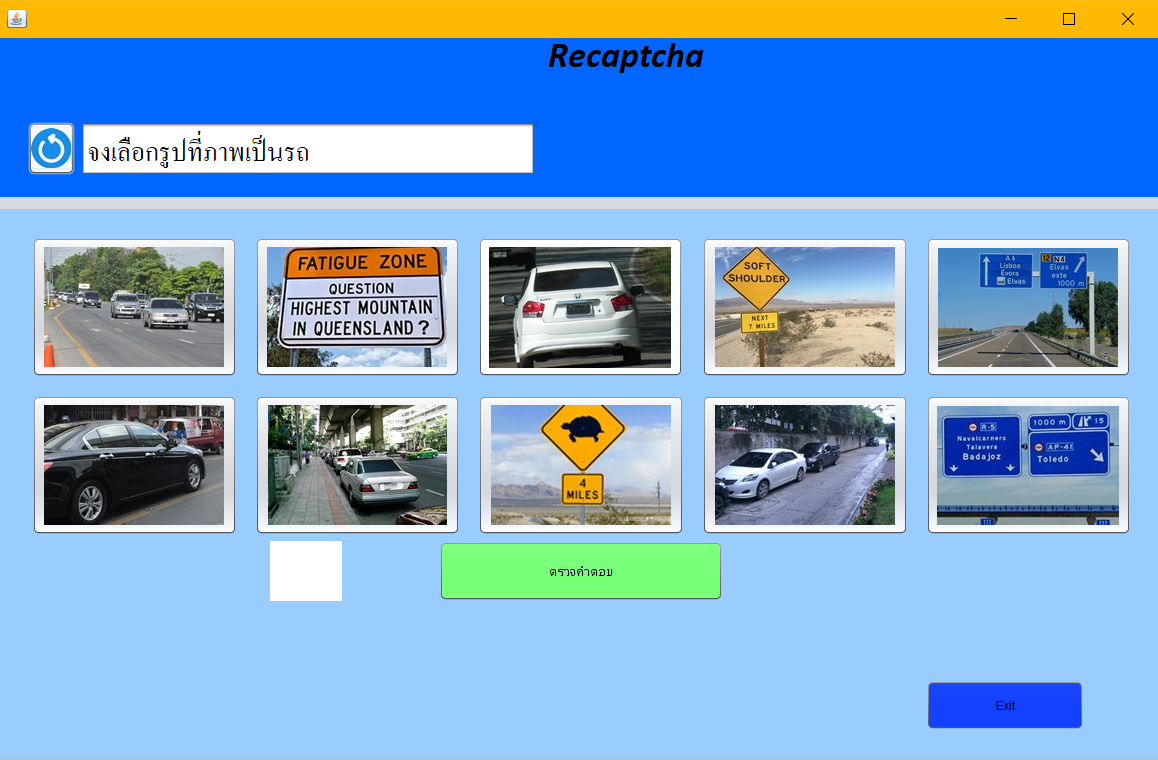 Recaptcha
จงเลือกรูปที่ภาพเป็นรถ
FATIGUE ZONE
QUESTION
HIGHEST MOUNTAIN
IN QUEENSLAND?
SOFT
SHOULDER
NEXT
7 MILES
A 6
Lisboa
Évora
Elvas
12 N4
Elvas
este
1000 m
4
MILES
R-5
Navalcarnero
Talavera
Badajoz
1000 m
15
AP-41
Toledo
ตรวจคำตอบ
Exit